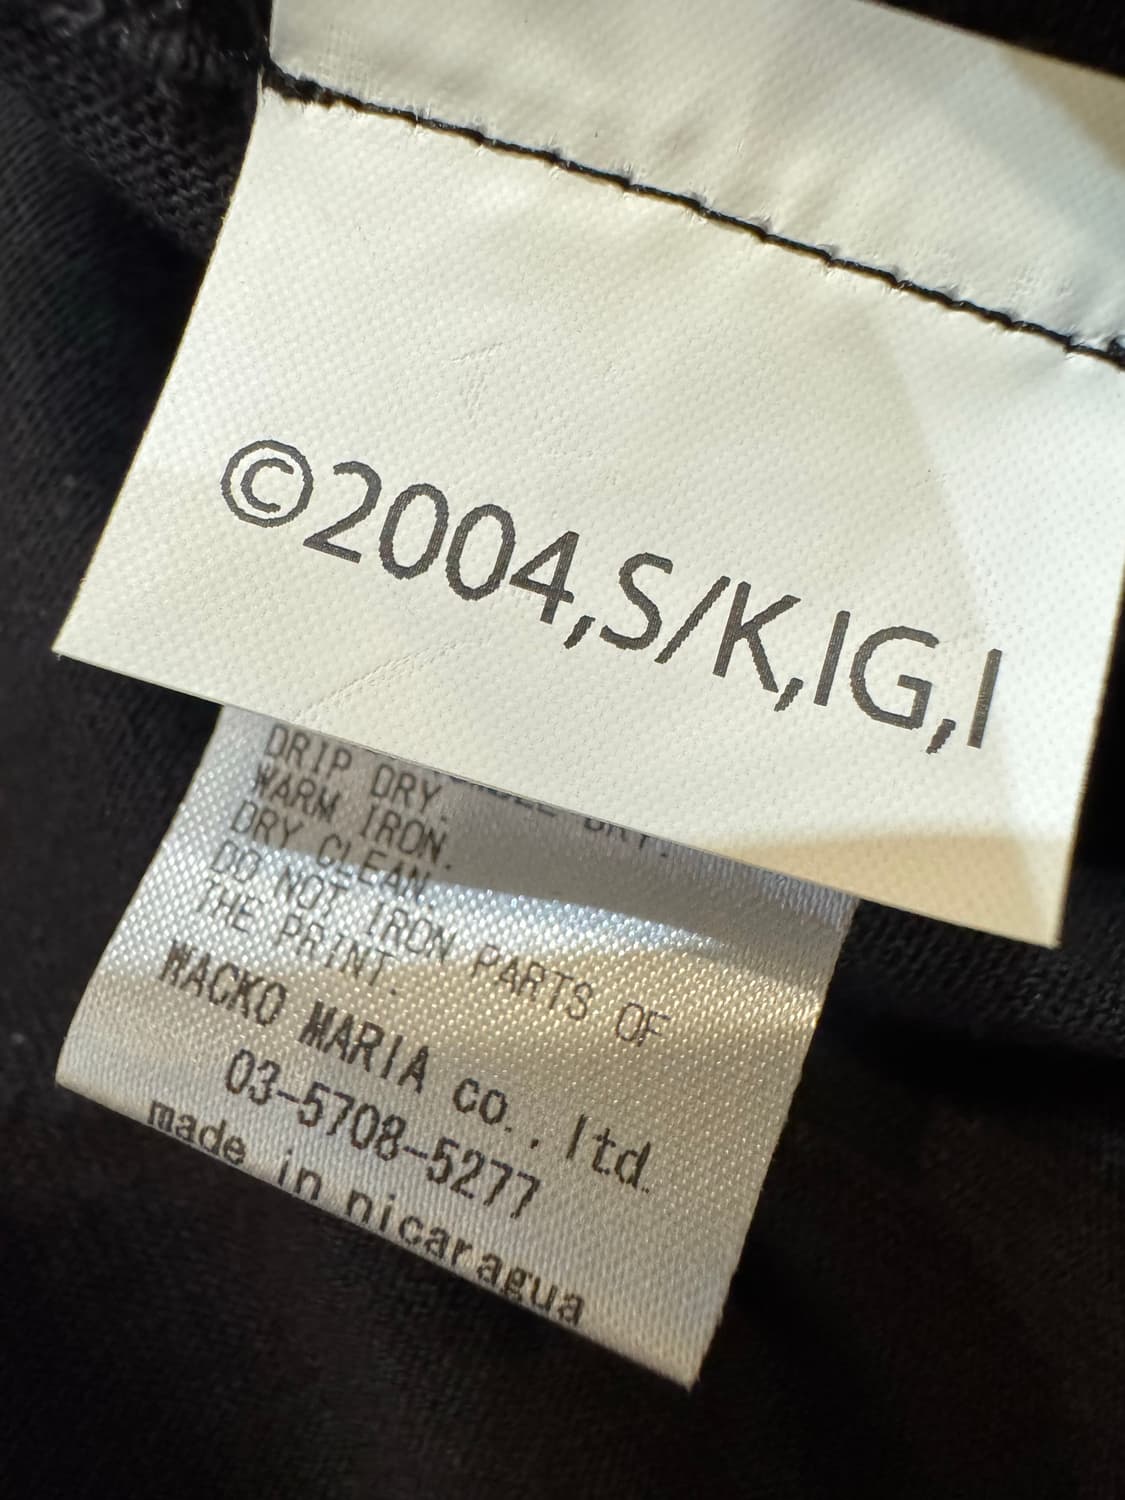 ©2004,S/K,IG,I
DRIP DRY.
WARM IRON.
DRY CLEAN.
DO NOT IRON PARTS OF
THE PRINT.
WACKO MARIA co., ltd.
03-5708-5277
made in nicaragua